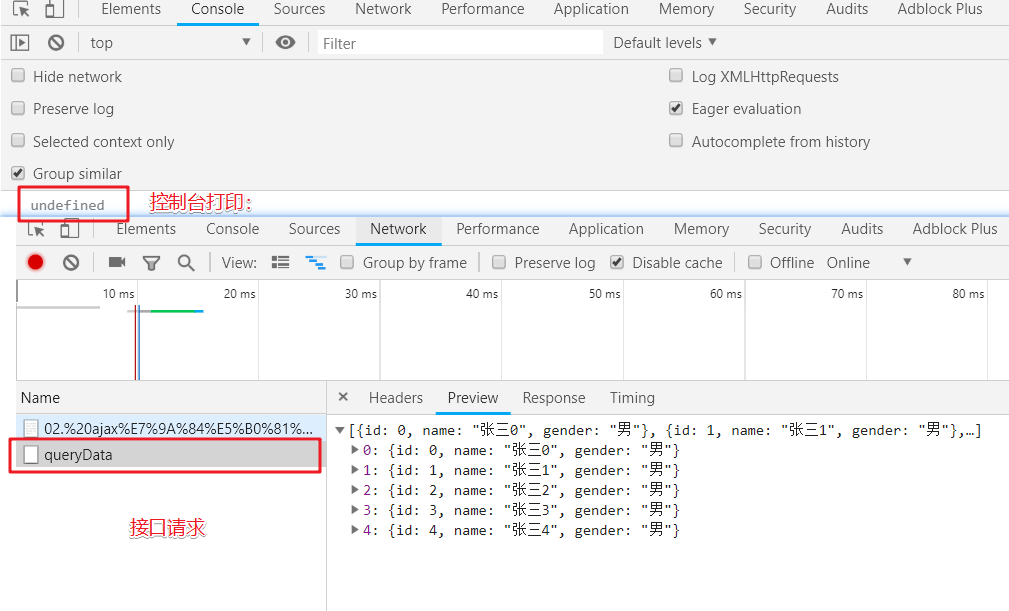 Elements Console Sources Network Performance Application Memory Security Audits Adblock Plus
top Filter Default levels
Hide network Log XMLHttpRequests
Preserve log Eager evaluation
Selected context only Autocomplete from history
Group similar
undefined 控制台打印:
Elements Console Sources Network Performance Application Memory Security Audits Adblock Plus
View: Group by frame Preserve log Disable cache Offline Online
10 ms 20 ms 30 ms 40 ms 50 ms 60 ms 70 ms 80 ms
Name × Headers Preview Response Timing
02.%20ajax%E7%9A%84%E5%B0%81%... [{id: 0, name: "张三0", gender: "男"}, {id: 1, name: "张三1", gender: "男"},…]
queryData 0: {id: 0, name: "张三0", gender: "男"}
1: {id: 1, name: "张三1", gender: "男"}
2: {id: 2, name: "张三2", gender: "男"}
3: {id: 3, name: "张三3", gender: "男"}
接口请求 4: {id: 4, name: "张三4", gender: "男"}